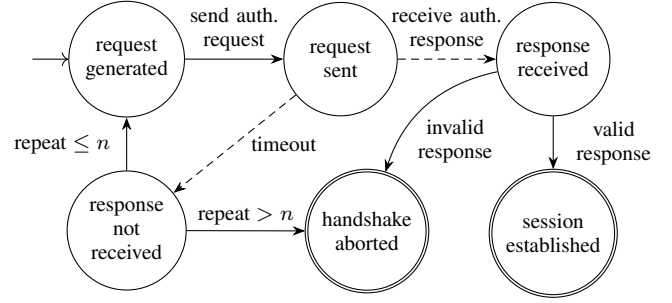 send auth.
request
receive auth.
response
request
generated
request
sent
response
received
repeat ≤ n
timeout
invalid
response
valid
response
response
not
received
repeat > n
handshake
aborted
session
established